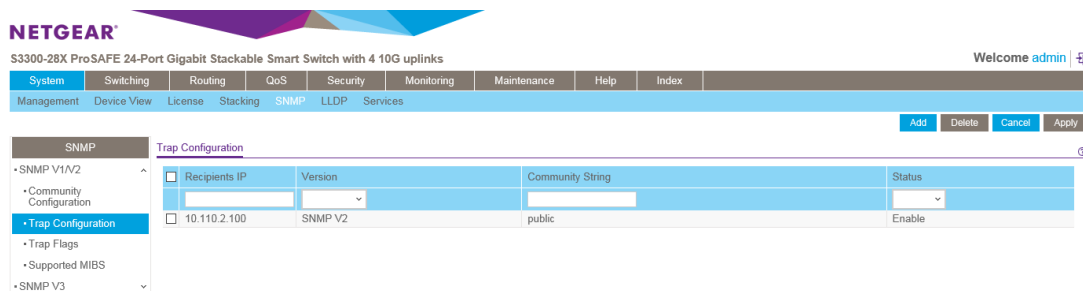 NETGEAR®
S3300-28X ProSAFE 24-Port Gigabit Stackable Smart Switch with 4 10G uplinks
Welcome admin
System Switching Routing QoS Security Monitoring Maintenance Help Index
Management Device View License Stacking SNMP LLDP Services
Add Delete Cancel Apply
SNMP
Trap Configuration
• SNMP V1/V2
• Community
Configuration
• Trap Configuration
• Trap Flags
• Supported MIBS
• SNMP V3
Recipients IP Version Community String Status
10.110.2.100 SNMP V2 public Enable